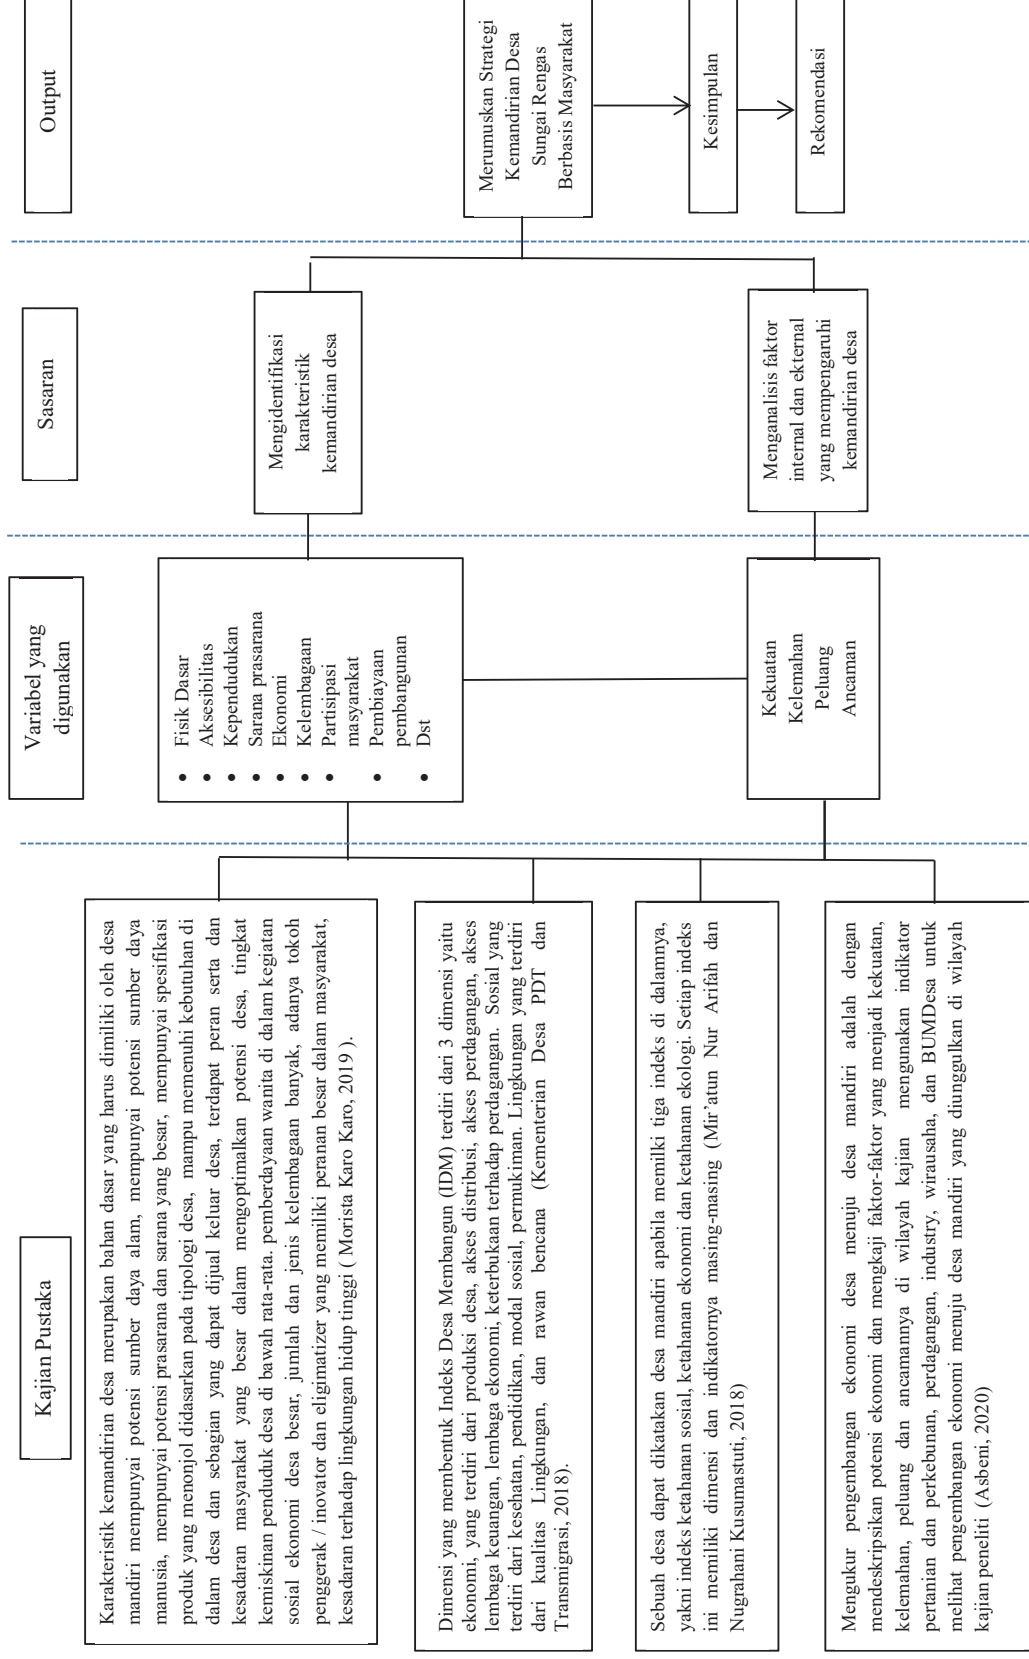 Kajian Pustaka
Karakteristik kemandirian desa merupakan bahan dasar yang harus dimiliki oleh desa
mandiri mempunyai potensi sumber daya alam, mempunyai potensi sumber daya
manusia, mempunyai potensi prasarana dan sarana yang besar, mempunyai spesifikasi
produk yang menonjol didasarkan pada tipologi desa, mampu memenuhi kebutuhan di
dalam desa dan sebagian yang dapat dijual keluar desa, terdapat peran serta dan
kesadaran masyarakat yang besar dalam mengoptimalkan potensi desa, tingkat
kemiskinan penduduk desa di bawah rata-rata. pemberdayaan wanita di dalam kegiatan
sosial ekonomi desa besar, jumlah dan jenis kelembagaan banyak, adanya tokoh
penggerak / inovator dan eligimatizer yang memiliki peranan besar dalam masyarakat,
kesadaran terhadap lingkungan hidup tinggi ( Morista Karo Karo, 2019 ).
Dimensi yang membentuk Indeks Desa Membangun (IDM) terdiri dari 3 dimensi yaitu
ekonomi, yang terdiri dari produksi desa, akses distribusi, akses perdagangan, akses
lembaga keuangan, lembaga ekonomi, keterbukaan terhadap perdagangan. Sosial yang
terdiri dari kesehatan, pendidikan, modal sosial, permukiman. Lingkungan yang terdiri
dari kualitas Lingkungan, dan rawan bencana (Kementerian Desa PDT dan
Transmigrasi, 2018).
Sebuah desa dapat dikatakan desa mandiri apabila memilki tiga indeks di dalamnya,
yakni indeks ketahanan sosial, ketahanan ekonomi dan ketahanan ekologi. Setiap indeks
ini memiliki dimensi dan indikatornya masing-masing (Mir'atun Nur Arifah dan
Nugrahani Kusumastuti, 2018)
Mengukur pengembangan ekonomi desa menuju desa mandiri adalah dengan
mendeskripsikan potensi ekonomi dan mengkaji faktor-faktor yang menjadi kekuatan,
kelemahan, peluang dan ancamannya di wilayah kajian mengunakan indikator
pertanian dan perkebunan, perdagangan, industry, wirausaha, dan BUMDesa untuk
melihat pengembangan ekonomi menuju desa mandiri yang diunggulkan di wilayah
kajian peneliti (Asbeni, 2020)
Variabel yang
digunakan
• Fisik Dasar
• Aksesibilitas
• Kependudukan
• Sarana prasarana
• Ekonomi
• Kelembagaan
• Partisipasi
masyarakat
• Pembiayaan
pembangunan
• Dst
Kekuatan
Kelemahan
Peluang
Ancaman
Sasaran
Mengidentifikasi
karakteristik
kemandirian desa
Menganalisis faktor
internal dan ekternal
yang mempengaruhi
kemandirian desa
Output
Merumuskan Strategi
Kemandirian Desa
Sungai Rengas
Berbasis Masyarakat
Kesimpulan
Rekomendasi